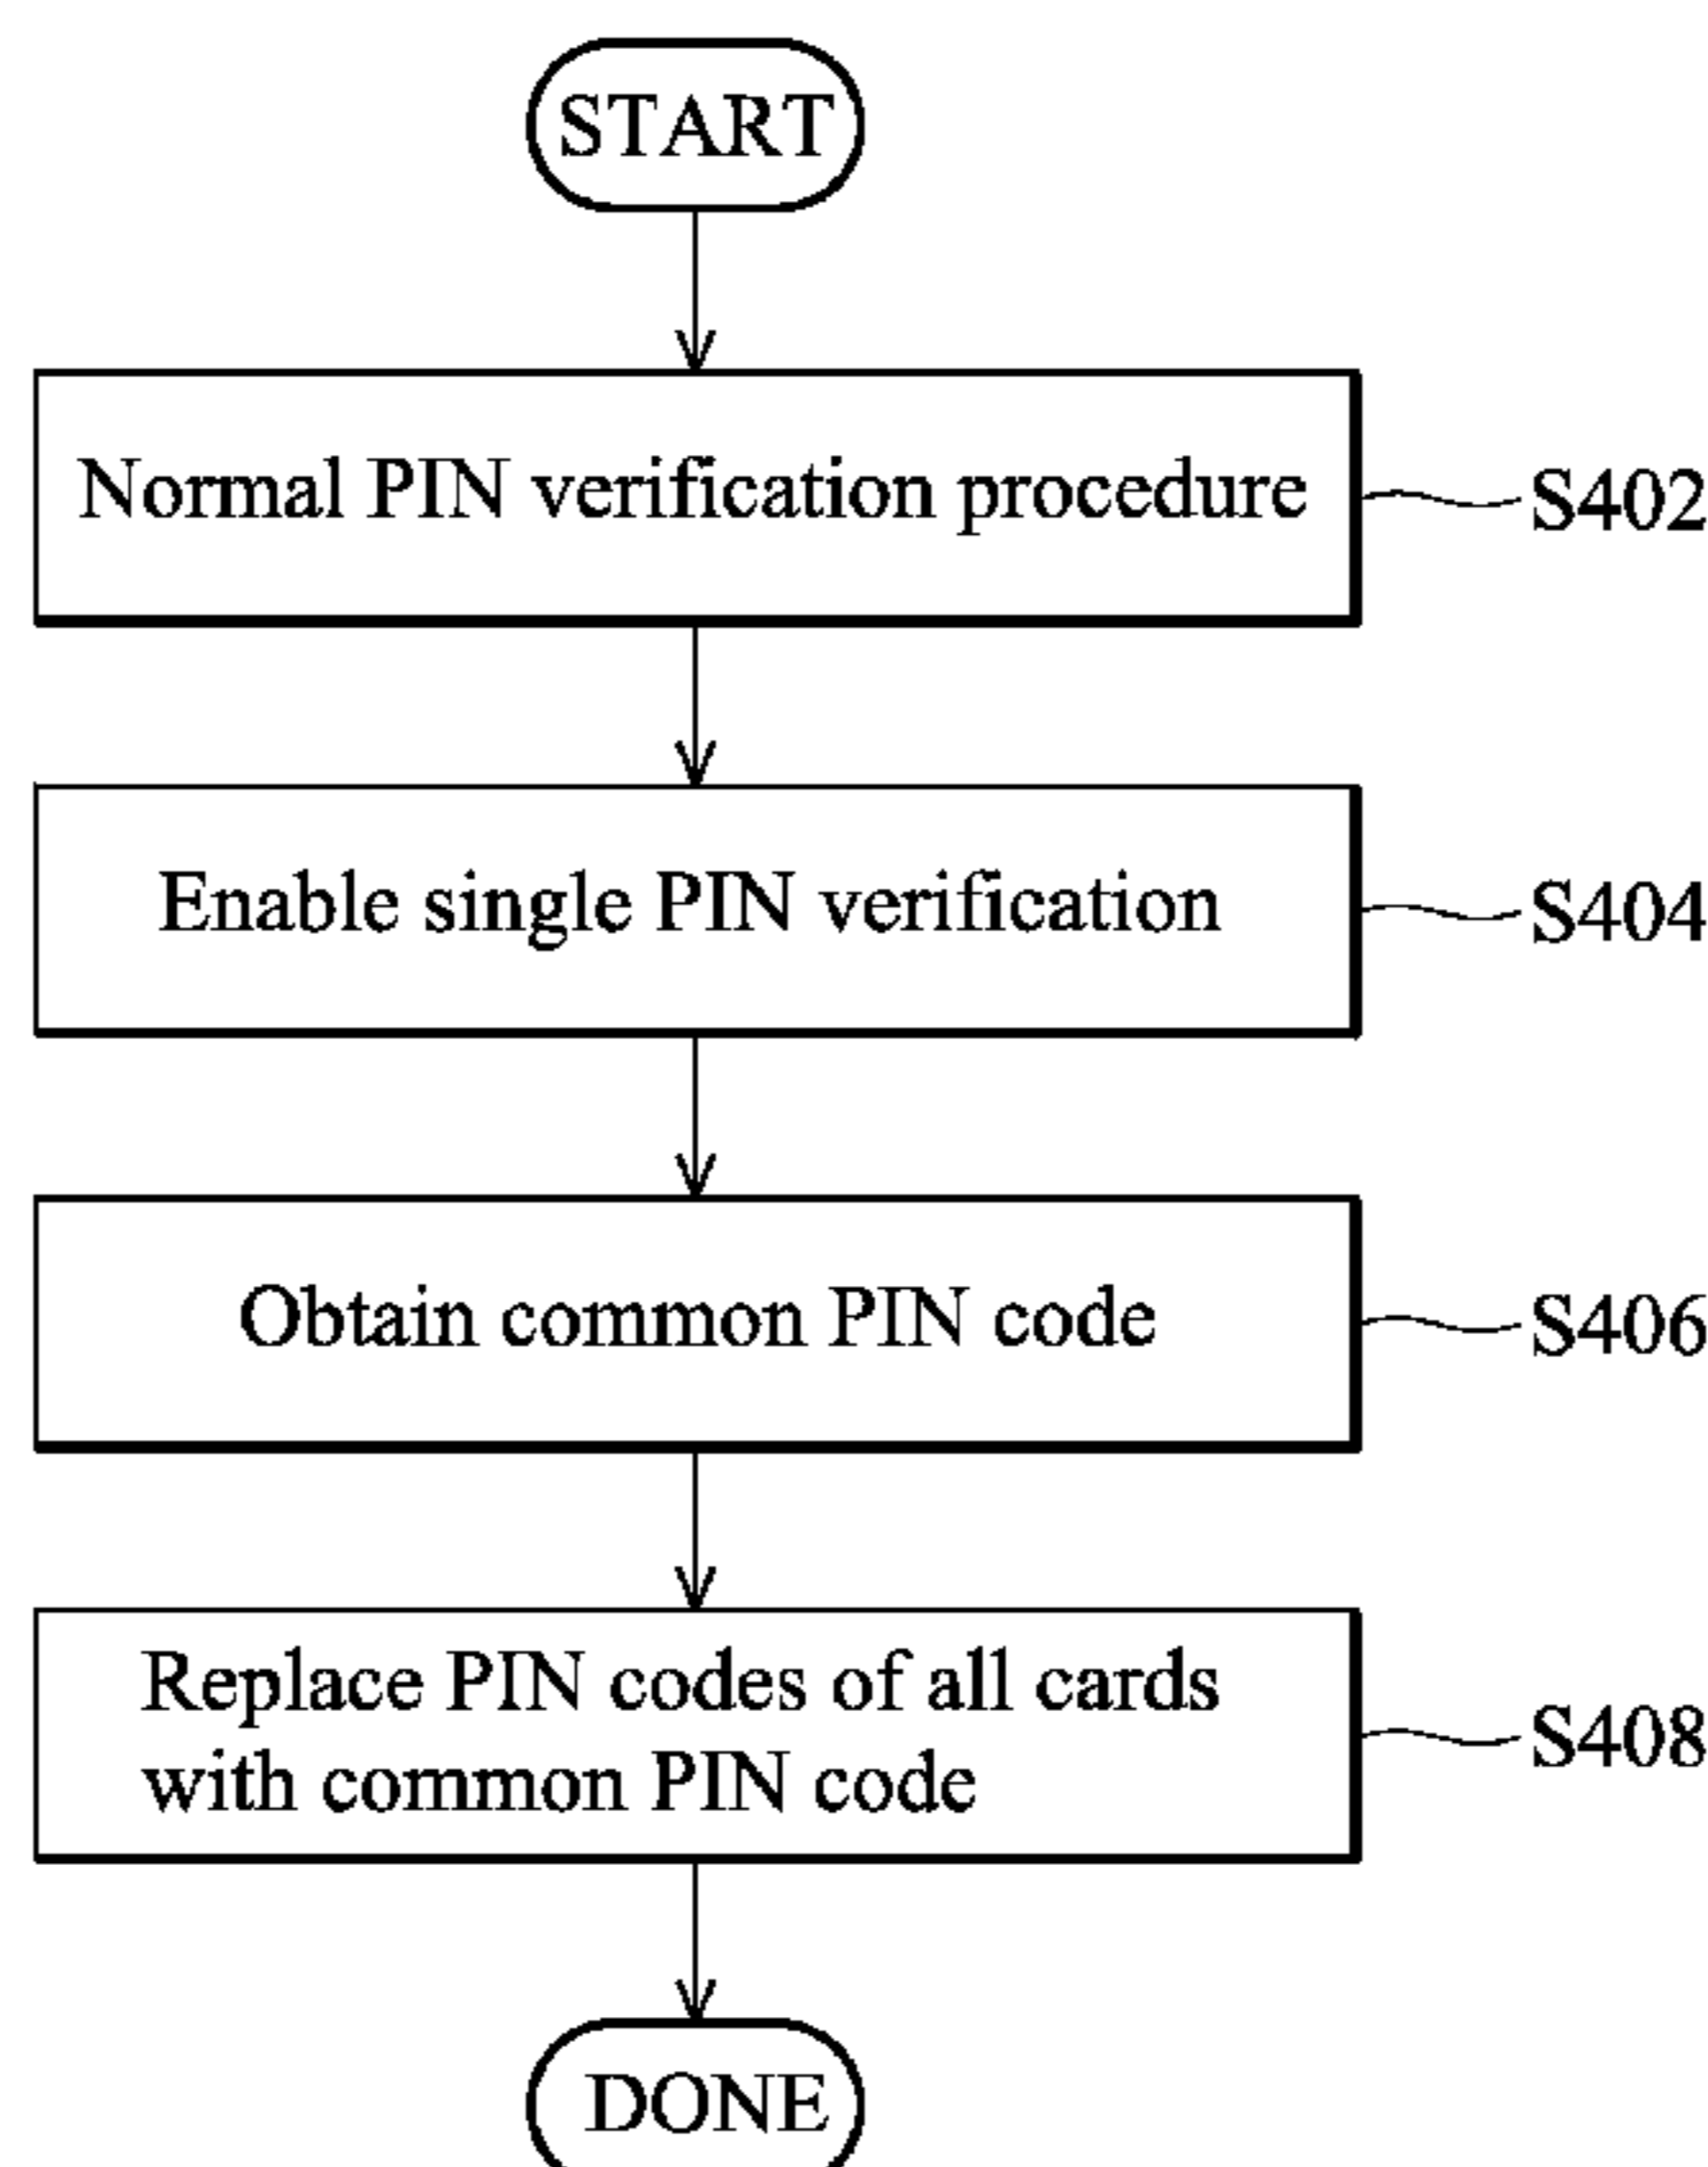 START
Normal PIN verification procedure
S402
Enable single PIN verification
S404
Obtain common PIN code
S406
Replace PIN codes of all cards
with common PIN code
S408
DONE